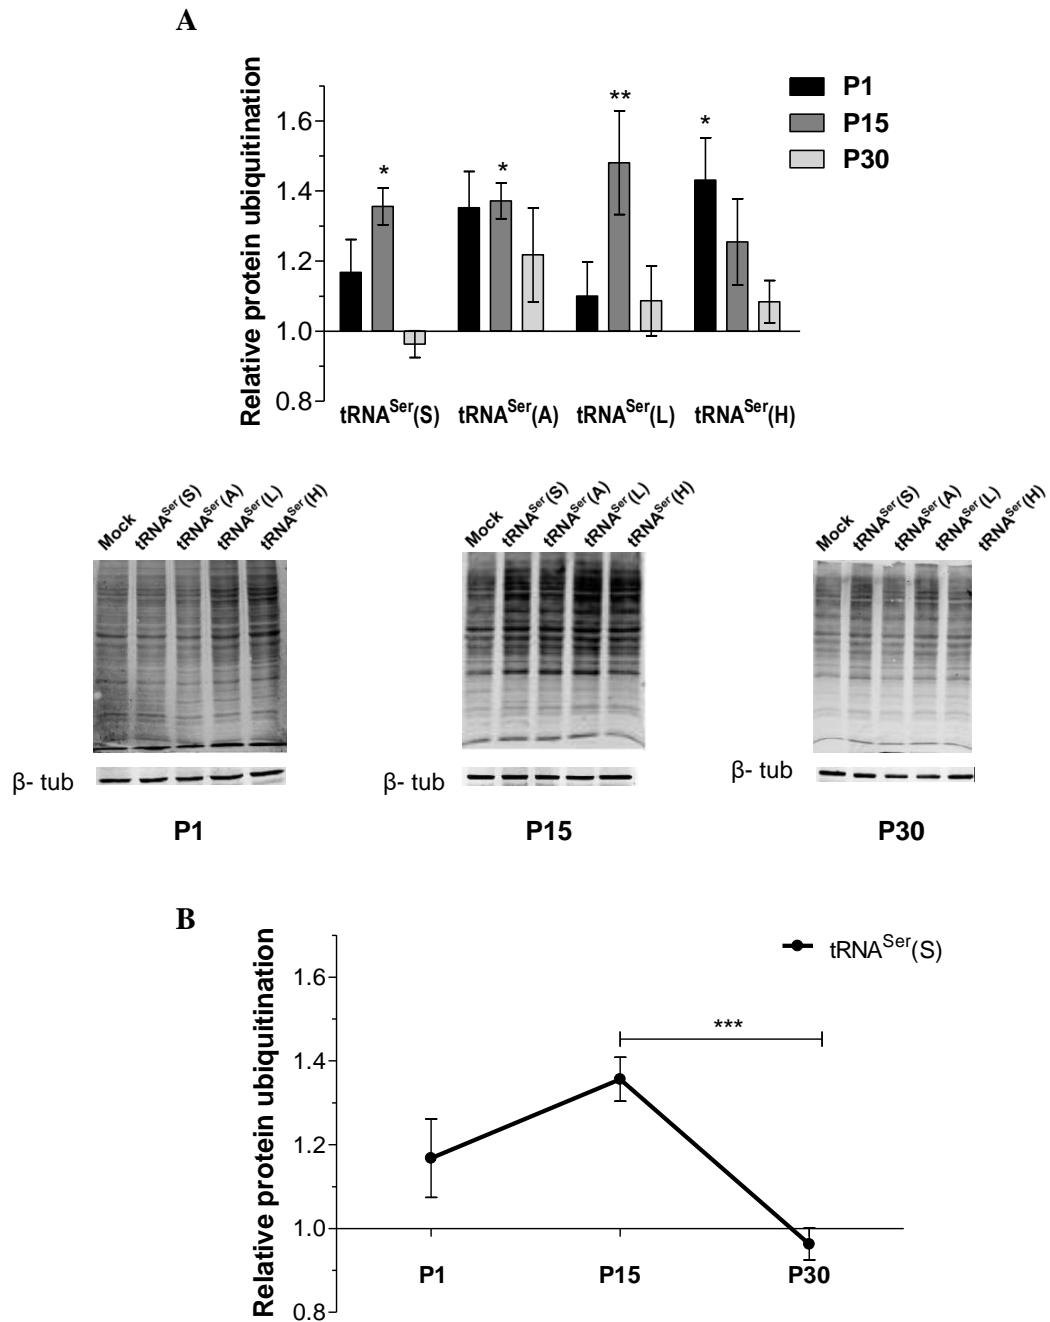 A
Relative protein ubiquitination
1.6
1.4
1.2
1.0
0.8
*
*
**
*
P1
P15
P30
tRNASer(S) tRNASer(A) tRNASer(L) tRNASer(H)
Mock tRNASer(S) tRNASer(A) tRNASer(L) tRNASer(H)
β- tub
P1
Mock tRNASer(S) tRNASer(A) tRNASer(L) tRNASer(H)
β- tub
P15
Mock tRNASer(S) tRNASer(A) tRNASer(L) tRNASer(H)
β- tub
P30
B
Relative protein ubiquitination
1.6
1.4
1.2
1.0
0.8
tRNASer(S)
***
P1 P15 P30